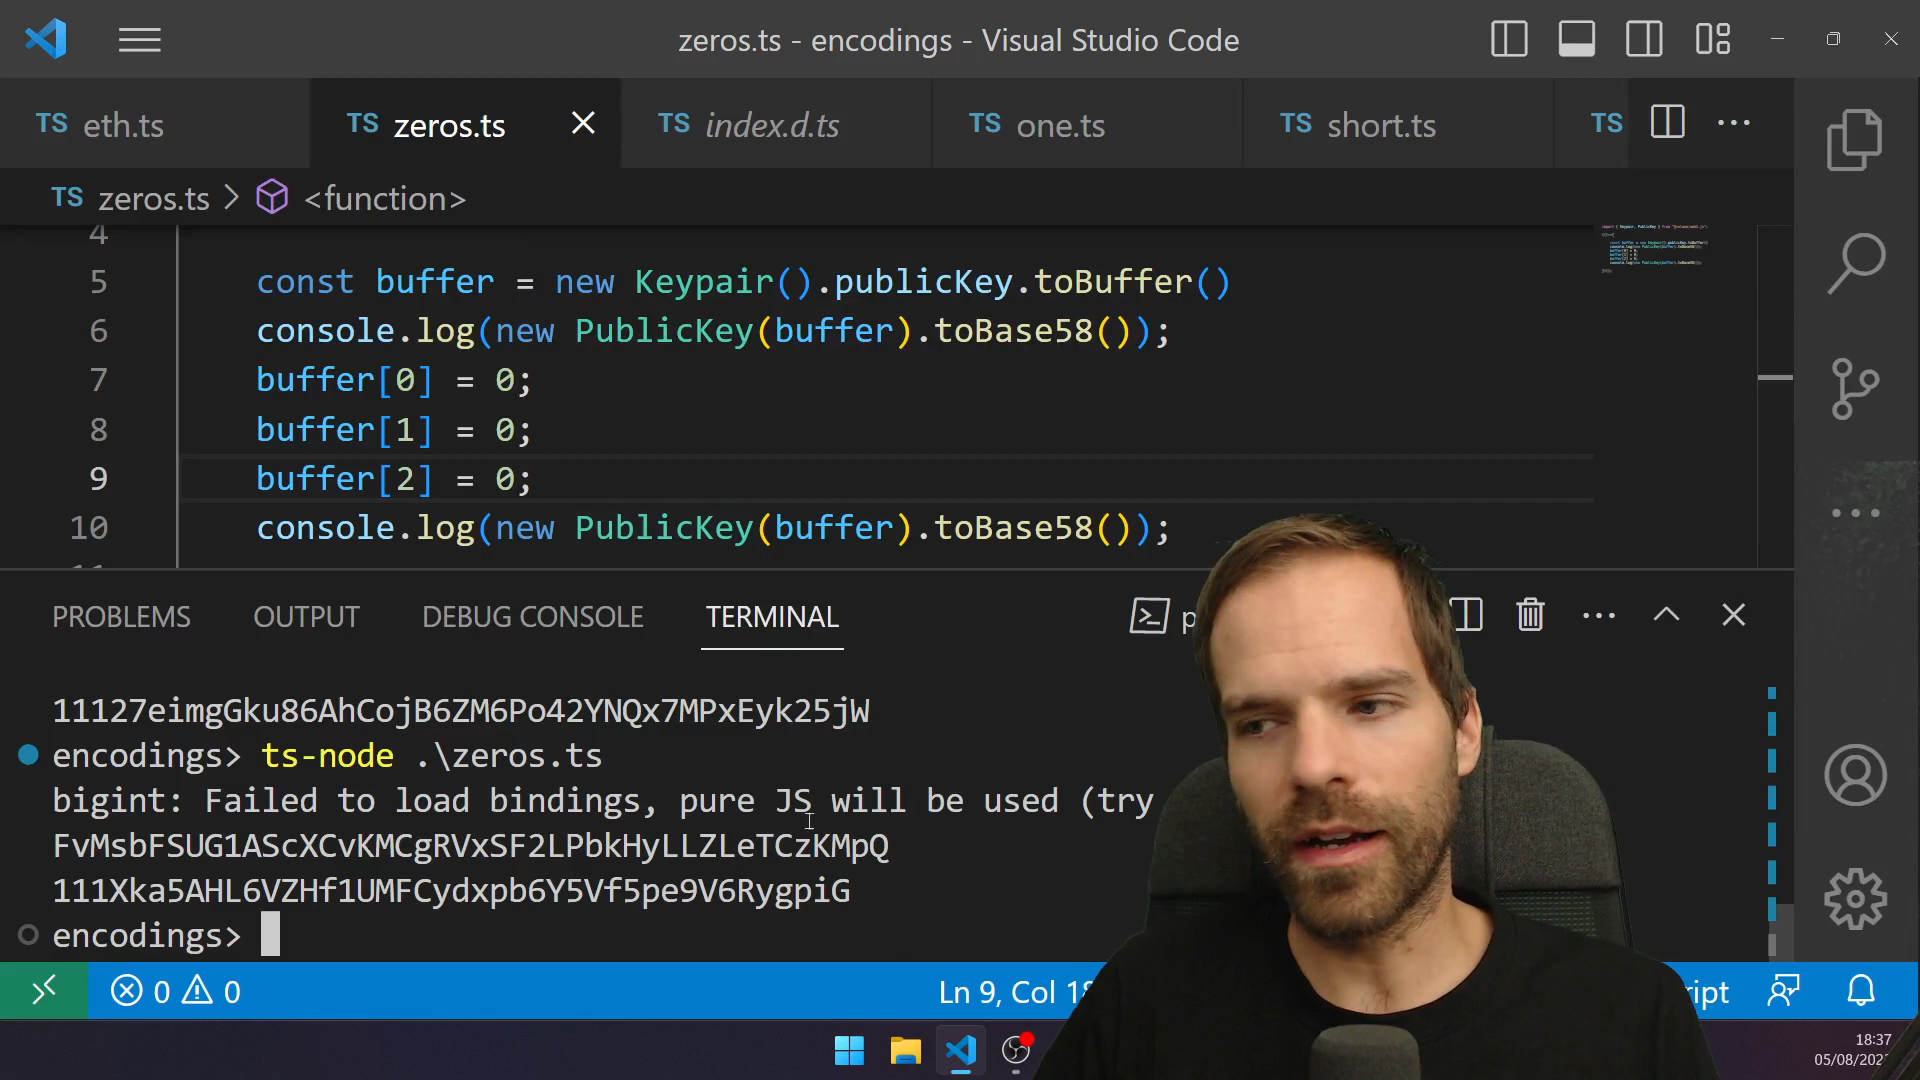 zeros.ts - encodings - Visual Studio Code
TS eth.ts
TS zeros.ts
TS index.d.ts
TS one.ts
TS short.ts
TS
TS zeros.ts > <function>
4
5 const buffer = new Keypair().publicKey.toBuffer()
6 console.log(new PublicKey(buffer).toBase58());
7 buffer[0] = 0;
8 buffer[1] = 0;
9 buffer[2] = 0;
10 console.log(new PublicKey(buffer).toBase58());
PROBLEMS OUTPUT DEBUG CONSOLE TERMINAL
11127eimgGku86AhCojB6ZM6Po42YNQx7MPxEyk25jW
encodings> ts-node .\zeros.ts
bigint: Failed to load bindings, pure JS will be used (try
FvMsbFSUG1AScXCvKMCgRVxSF2LPbkHyLLZLeTCzKMpQ
111Xka5AHL6VZHf1UMFCydxpb6Y5Vf5pe9V6RygpiG
encodings>
0 0 Ln 9, Col
18:37